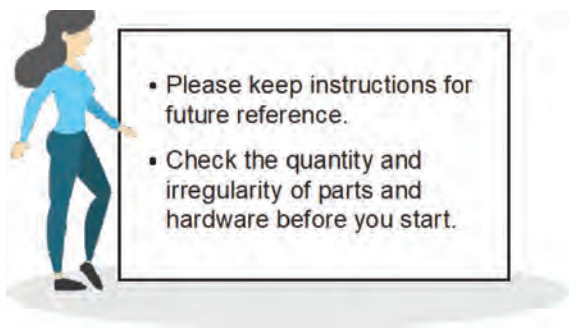 • Please keep instructions for
future reference.
• Check the quantity and
irregularity of parts and
hardware before you start.